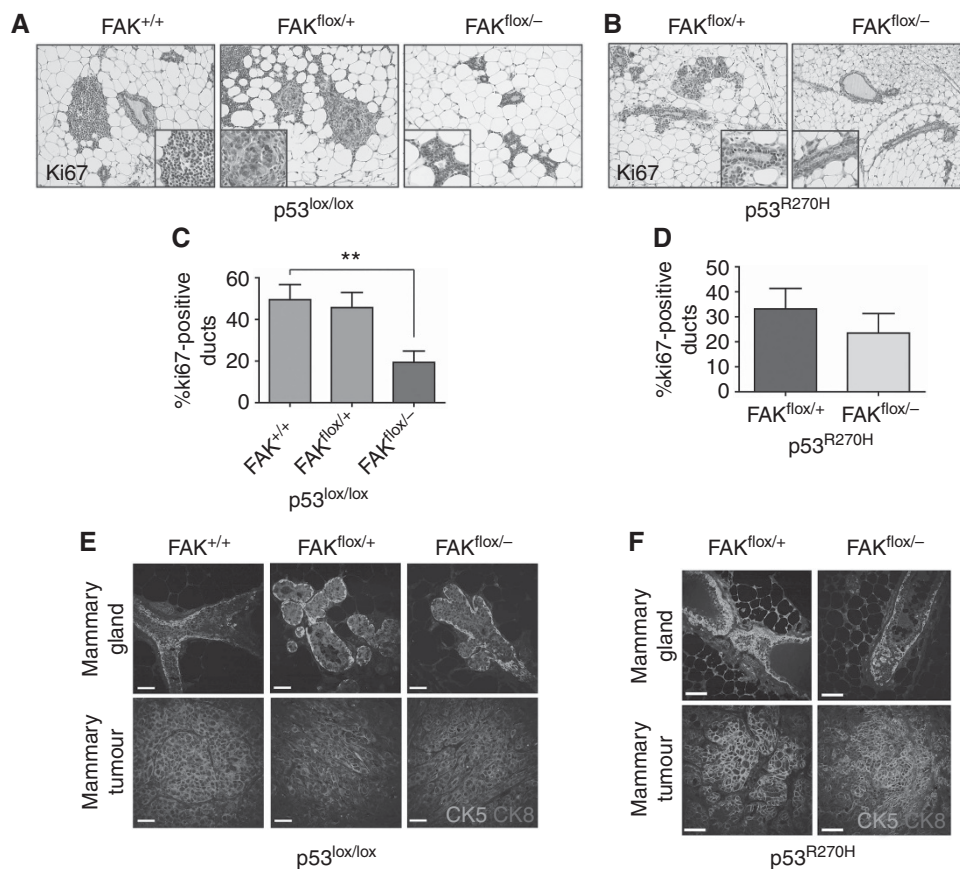 A
FAK+/+ FAKflox/+ FAKflox/–
Ki67
p53lox/lox
B
FAKflox/+ FAKflox/–
Ki67
p53R270H
C
%ki67-positive
ducts
60
40
20
0
**
FAK+/+ FAKflox/+ FAKflox/–
p53lox/lox
D
%ki67-positive
ducts
50
40
30
20
10
0
FAKflox/+ FAKflox/–
p53R270H
E
FAK+/+ FAKflox/+ FAKflox/–
Mammary
gland
Mammary
tumour
CK5 CK8
p53lox/lox
F
FAKflox/+ FAKflox/–
Mammary
gland
Mammary
tumour
CK5 CK8
p53R270H